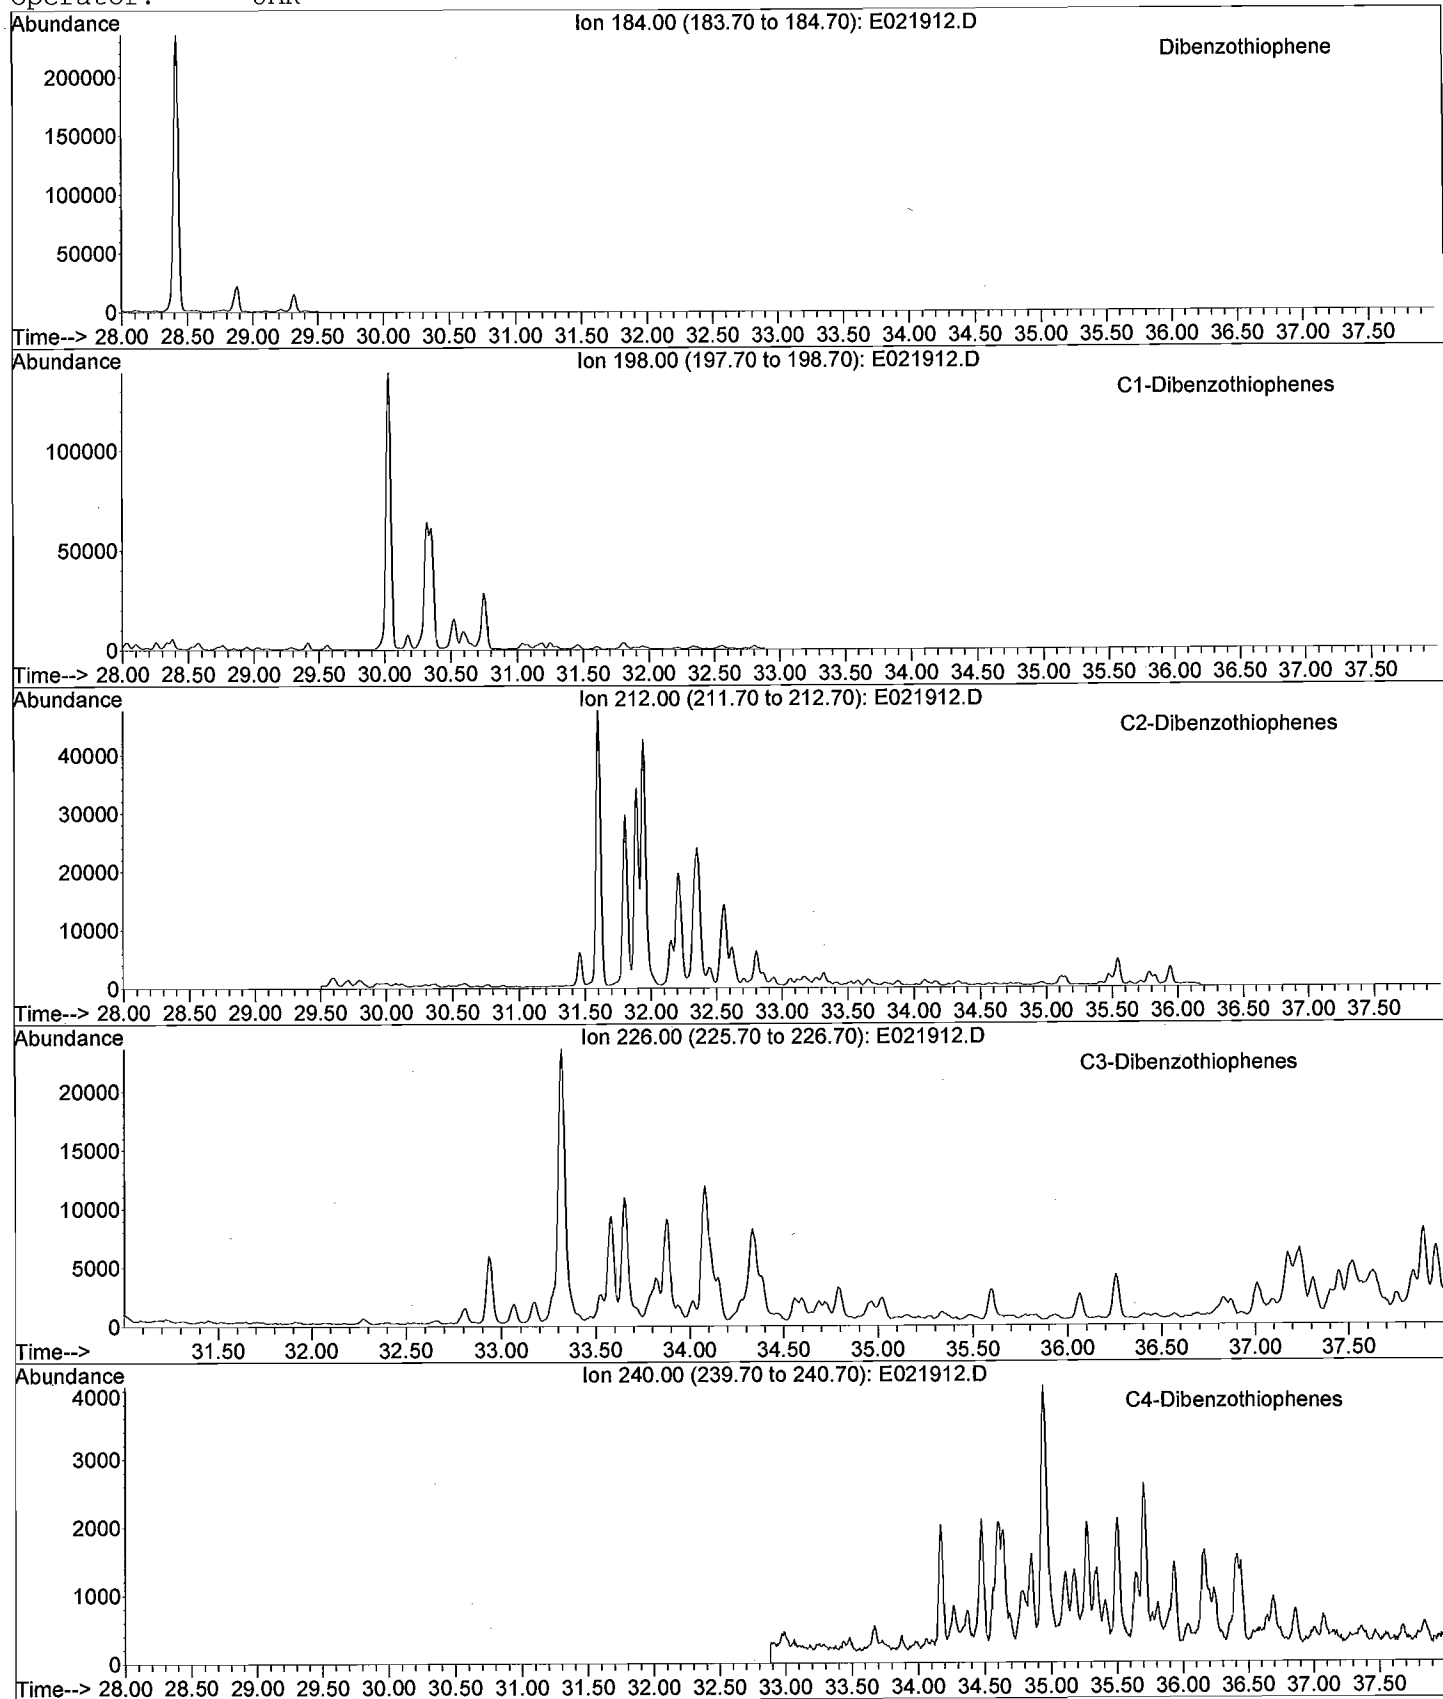 Abundance Ion 184.00 (183.70 to 184.70): E021912.D
Dibenzothiophene
200000
150000
100000
50000
0
Time--> 28.00 28.50 29.00 29.50 30.00 30.50 31.00 31.50 32.00 32.50 33.00 33.50 34.00 34.50 35.00 35.50 36.00 36.50 37.00 37.50
Abundance Ion 198.00 (197.70 to 198.70): E021912.D
C1-Dibenzothiophenes
100000
50000
0
Time--> 28.00 28.50 29.00 29.50 30.00 30.50 31.00 31.50 32.00 32.50 33.00 33.50 34.00 34.50 35.00 35.50 36.00 36.50 37.00 37.50
Abundance Ion 212.00 (211.70 to 212.70): E021912.D
C2-Dibenzothiophenes
40000
30000
20000
10000
0
Time--> 28.00 28.50 29.00 29.50 30.00 30.50 31.00 31.50 32.00 32.50 33.00 33.50 34.00 34.50 35.00 35.50 36.00 36.50 37.00 37.50
Abundance Ion 226.00 (225.70 to 226.70): E021912.D
C3-Dibenzothiophenes
20000
15000
10000
5000
0
Time--> 31.50 32.00 32.50 33.00 33.50 34.00 34.50 35.00 35.50 36.00 36.50 37.00 37.50
Abundance Ion 240.00 (239.70 to 240.70): E021912.D
C4-Dibenzothiophenes
4000
3000
2000
1000
0
Time--> 28.00 28.50 29.00 29.50 30.00 30.50 31.00 31.50 32.00 32.50 33.00 33.50 34.00 34.50 35.00 35.50 36.00 36.50 37.00 37.50